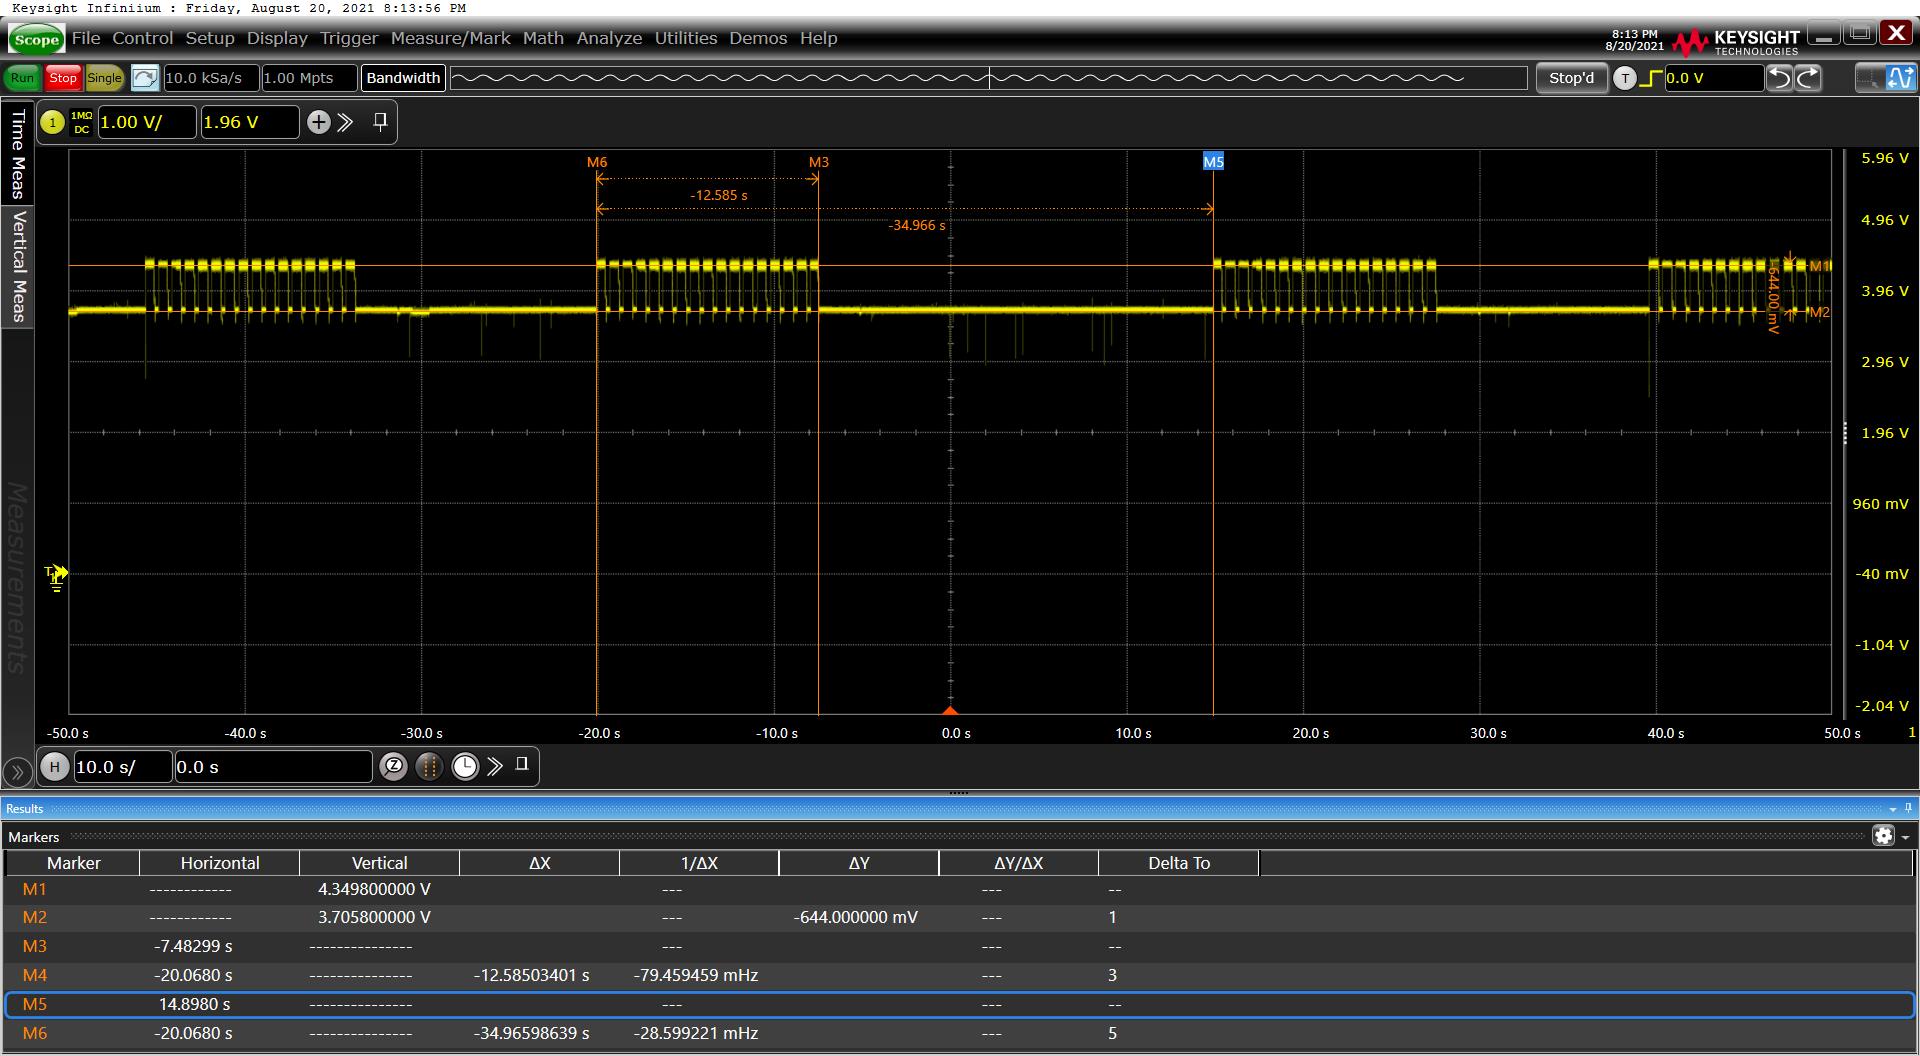 Keysight Infiniium : Friday, August 20, 2021 8:13:56 PM
Scope File Control Setup Display Trigger Measure/Mark Math Analyze Utilities Demos Help
8:13 PM
8/20/2021
KEYSIGHT
TECHNOLOGIES
Run Stop Single 10.0 kSa/s 1.00 Mpts Bandwidth Stop'd T 0.0 V
1 1MΩ DC 1.00 V/ 1.96 V
Time Meas
Vertical Meas
Measurements
M6 M3 M5
-12.585 s
-34.966 s
M1
-644.00 mV
M2
5.96 V
4.96 V
3.96 V
2.96 V
1.96 V
960 mV
-40 mV
-1.04 V
-2.04 V
T
-50.0 s -40.0 s -30.0 s -20.0 s -10.0 s 0.0 s 10.0 s 20.0 s 30.0 s 40.0 s 50.0 s 1
H 10.0 s/ 0.0 s Z
Results
Markers
Marker Horizontal Vertical ΔX 1/ΔX ΔY ΔY/ΔX Delta To
M1 ------------ 4.349800000 V --- --- --
M2 ------------ 3.705800000 V --- -644.000000 mV --- 1
M3 -7.48299 s --------------- --- --- --
M4 -20.0680 s --------------- -12.58503401 s -79.459459 mHz --- 3
M5 14.8980 s --------------- --- --- --
M6 -20.0680 s --------------- -34.96598639 s -28.599221 mHz --- 5